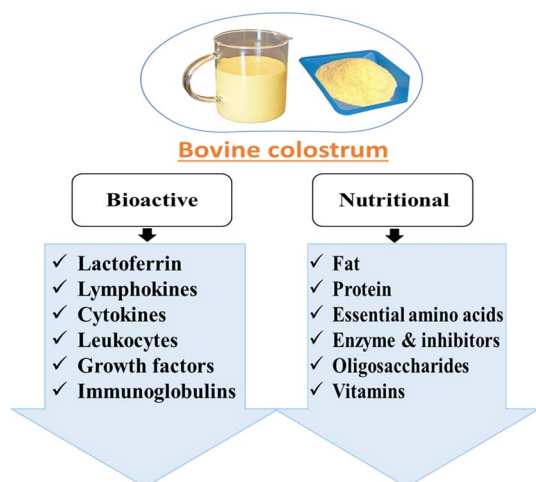 Bovine colostrum
Bioactive
✓ Lactoferrin
✓ Lymphokines
✓ Cytokines
✓ Leukocytes
✓ Growth factors
✓ Immunoglobulins
Nutritional
✓ Fat
✓ Protein
✓ Essential amino acids
✓ Enzyme & inhibitors
✓ Oligosaccharides
✓ Vitamins